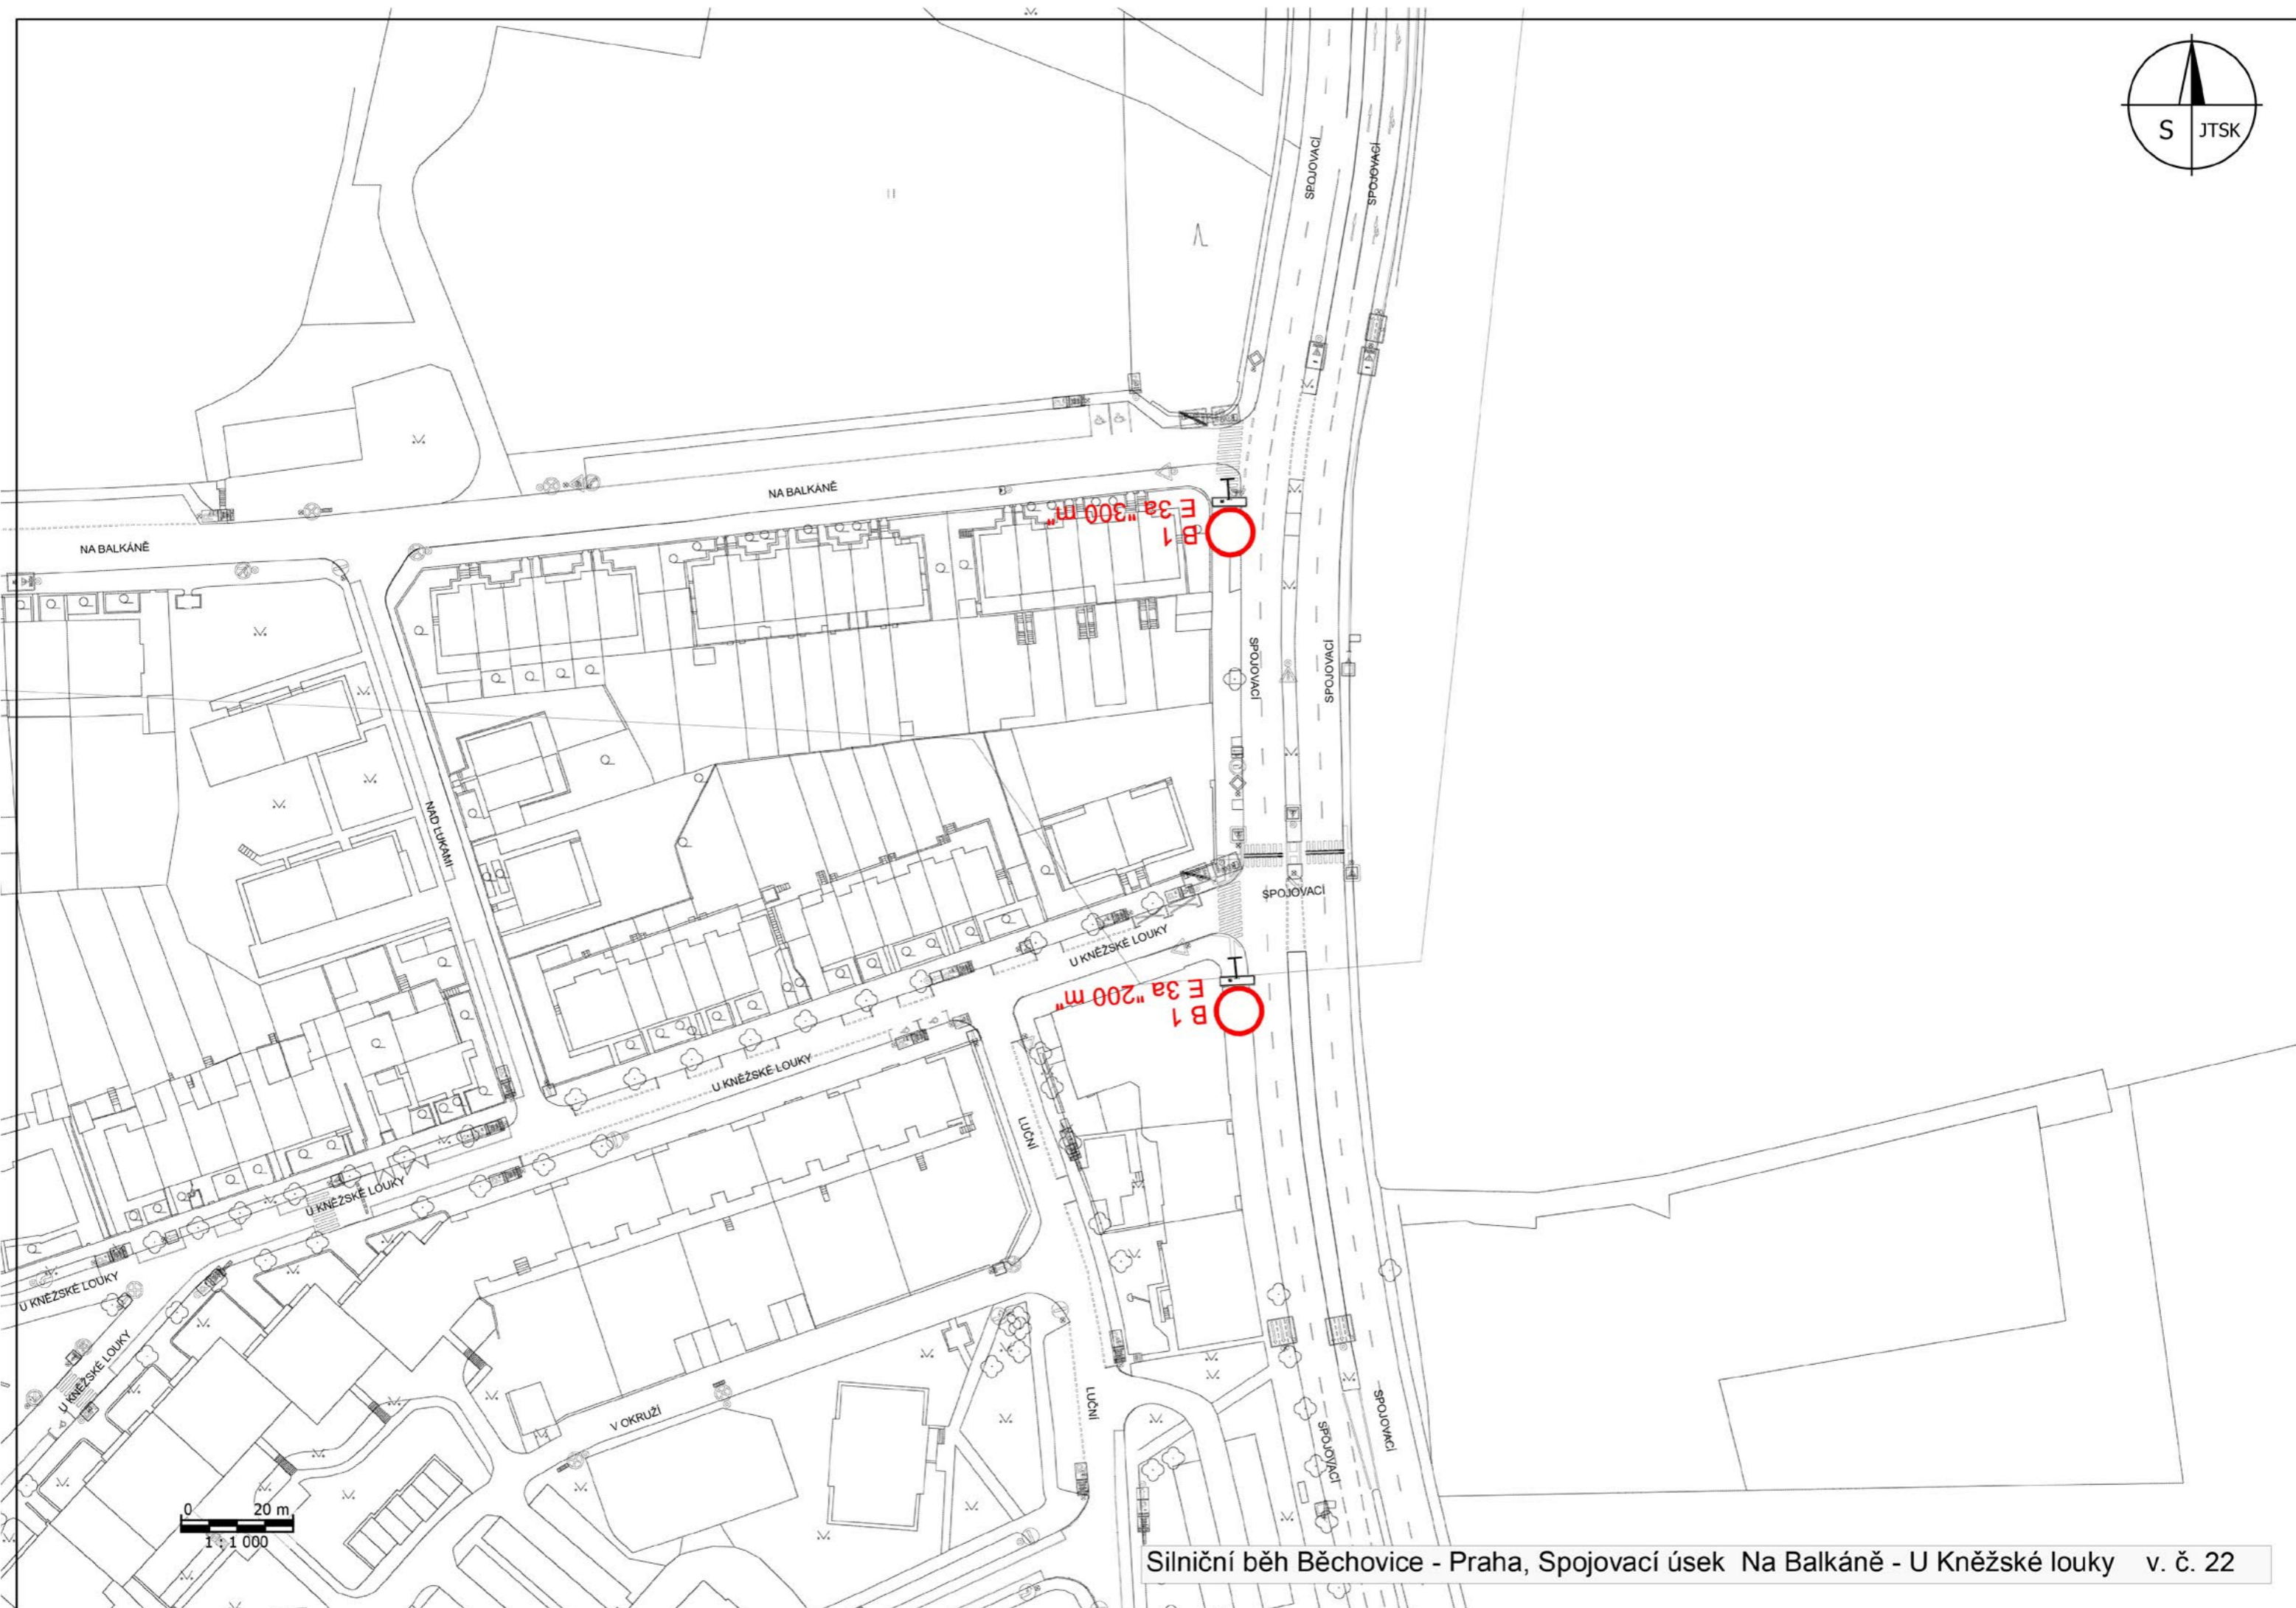 S JTSK
SPOJOVACÍ
SPOJOVACÍ
NA BALKÁNĚ
NA BALKÁNĚ
E 3a "300 m"
B 1
SPOJOVACÍ
SPOJOVACÍ
NAD LUKAMI
SPOJOVACÍ
U KNĚŽSKÉ LOUKY
E 3a "200 m"
B 1
U KNĚŽSKÉ LOUKY
LUČNÍ
U KNĚŽSKÉ LOUKY
U KNĚŽSKÉ LOUKY
U KNĚŽSKÉ LOUKY
V OKRUŽÍ
LUČNÍ
SPOJOVACÍ
SPOJOVACÍ
0 20 m
1 : 1 000
Silniční běh Běchovice - Praha, Spojovací úsek Na Balkáně - U Kněžské louky v. č. 22